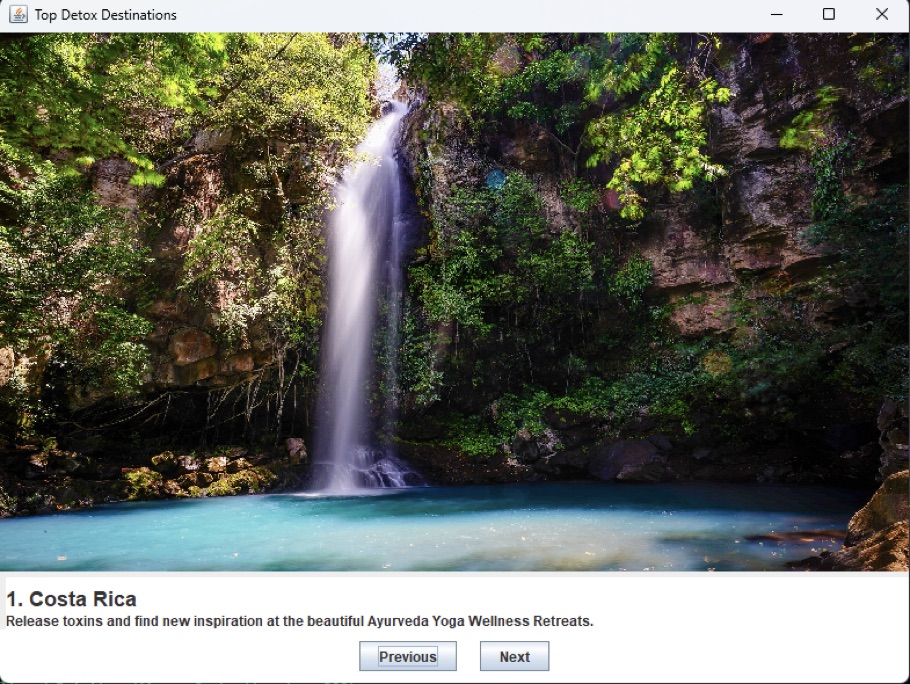 Top Detox Destinations
1. Costa Rica
Release toxins and find new inspiration at the beautiful Ayurveda Yoga Wellness Retreats.
Previous Next